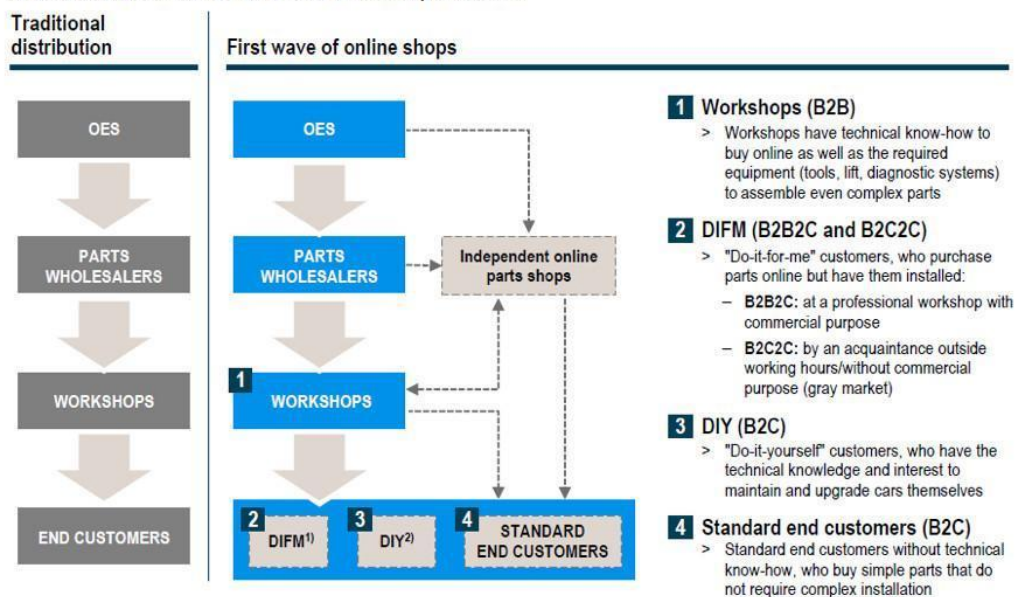 Traditional
distribution
First wave of online shops
OES
PARTS
WHOLESALERS
WORKSHOPS
END CUSTOMERS
OES
PARTS
WHOLESALERS
Independent online
parts shops
1
WORKSHOPS
2
DIFM1)
3
DIY2)
4
STANDARD
END CUSTOMERS
1 Workshops (B2B)
> Workshops have technical know-how to
buy online as well as the required
equipment (tools, lift, diagnostic systems)
to assemble even complex parts
2 DIFM (B2B2C and B2C2C)
> "Do-it-for-me" customers, who purchase
parts online but have them installed:
– B2B2C: at a professional workshop with
commercial purpose
– B2C2C: by an acquaintance outside
working hours/without commercial
purpose (gray market)
3 DIY (B2C)
> "Do-it-yourself" customers, who have the
technical knowledge and interest to
maintain and upgrade cars themselves
4 Standard end customers (B2C)
> Standard end customers without technical
know-how, who buy simple parts that do
not require complex installation